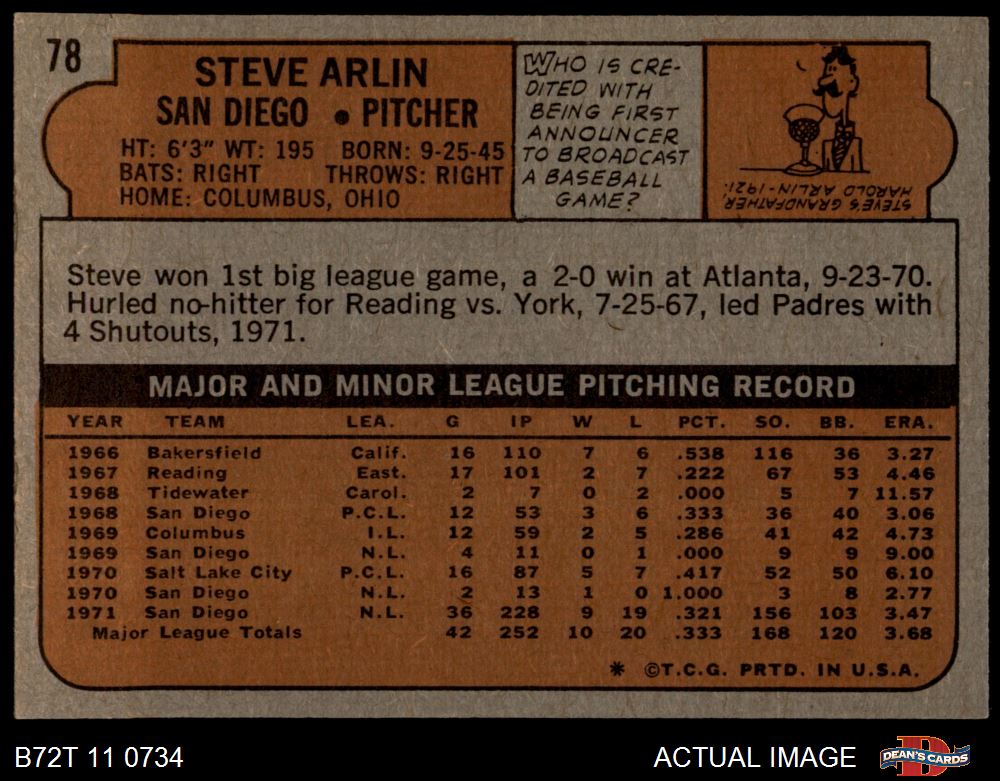 78
STEVE ARLIN
SAN DIEGO • PITCHER
HT: 6'3" WT: 195 BORN: 9-25-45
BATS: RIGHT THROWS: RIGHT
HOME: COLUMBUS, OHIO
WHO IS CRE-
DITED WITH
BEING FIRST
ANNOUNCER
TO BROADCAST
A BASEBALL
GAME?
STEVE'S GRANDFATHER,
HAROLD ARLIN-1921.
Steve won 1st big league game, a 2-0 win at Atlanta, 9-23-70.
Hurled no-hitter for Reading vs. York, 7-25-67, led Padres with
4 Shutouts, 1971.
MAJOR AND MINOR LEAGUE PITCHING RECORD
YEAR TEAM LEA. G IP W L PCT. SO. BB. ERA.
1966 Bakersfield Calif. 16 110 7 6 .538 116 36 3.27
1967 Reading East. 17 101 2 7 .222 67 53 4.46
1968 Tidewater Carol. 2 7 0 2 .000 5 7 11.57
1968 San Diego P.C.L. 12 53 3 6 .333 36 40 3.06
1969 Columbus I.L. 12 59 2 5 .286 41 42 4.73
1969 San Diego N.L. 4 11 0 1 .000 9 9 9.00
1970 Salt Lake City P.C.L. 16 87 5 7 .417 52 50 6.10
1970 San Diego N.L. 2 13 1 0 1.000 3 8 2.77
1971 San Diego N.L. 36 228 9 19 .321 156 103 3.47
Major League Totals 42 252 10 20 .333 168 120 3.68
* ©T.C.G. PRTD. IN U.S.A.
B72T 11 0734
ACTUAL IMAGE
DEAN'S CARDS